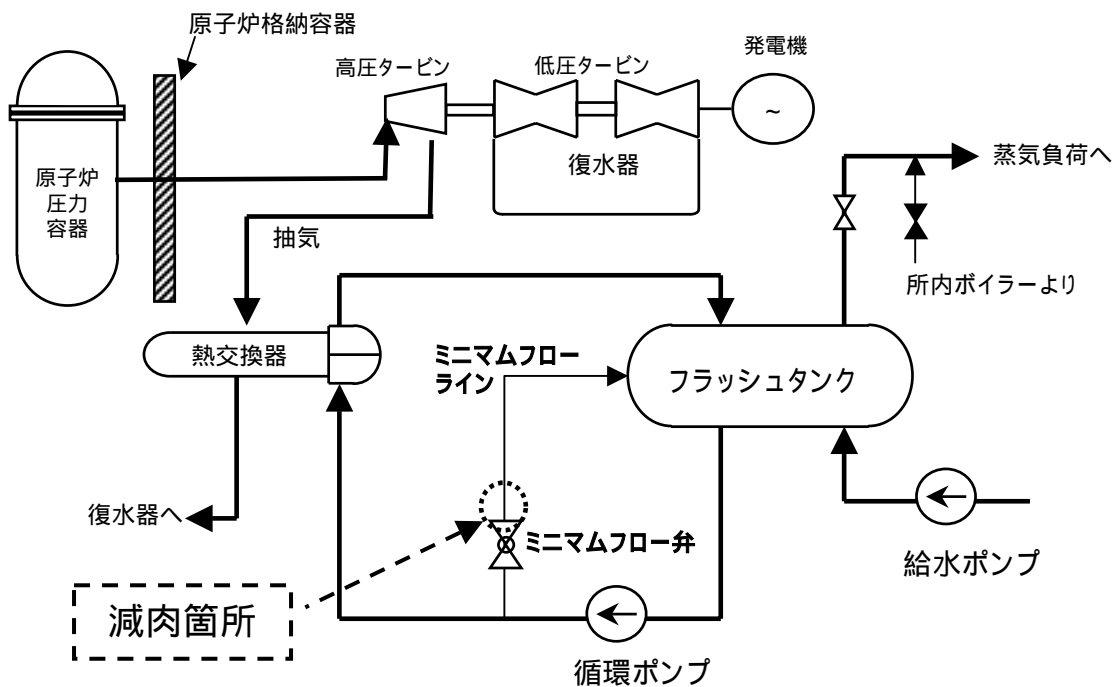 原子炉格納容器
高圧タービン
低圧タービン
発電機
~
原子炉
圧力
容器
復水器
蒸気負荷へ
抽気
所内ボイラーより
熱交換器
ミニマムフロー
ライン
フラッシュタンク
復水器へ
ミニマムフロー弁
給水ポンプ
減肉箇所
循環ポンプ